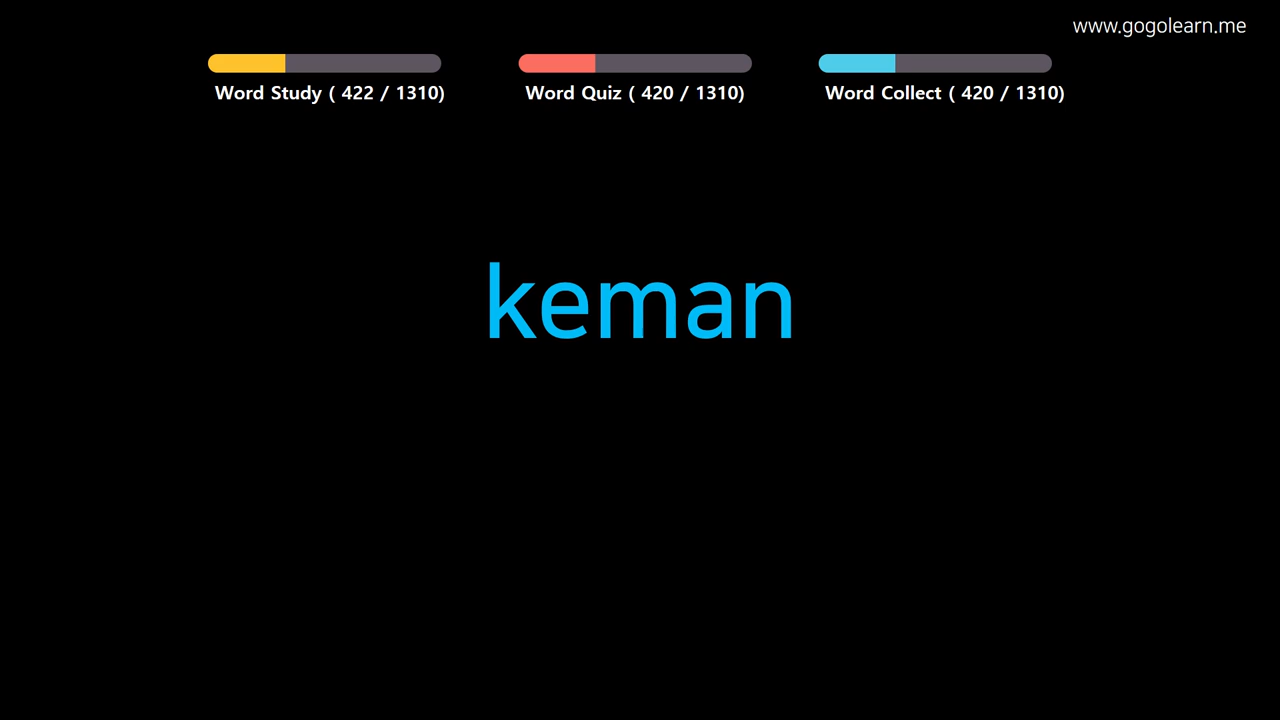 www.gogolearn.me
Word Study ( 422 / 1310)
Word Quiz ( 420 / 1310)
Word Collect ( 420 / 1310)
keman